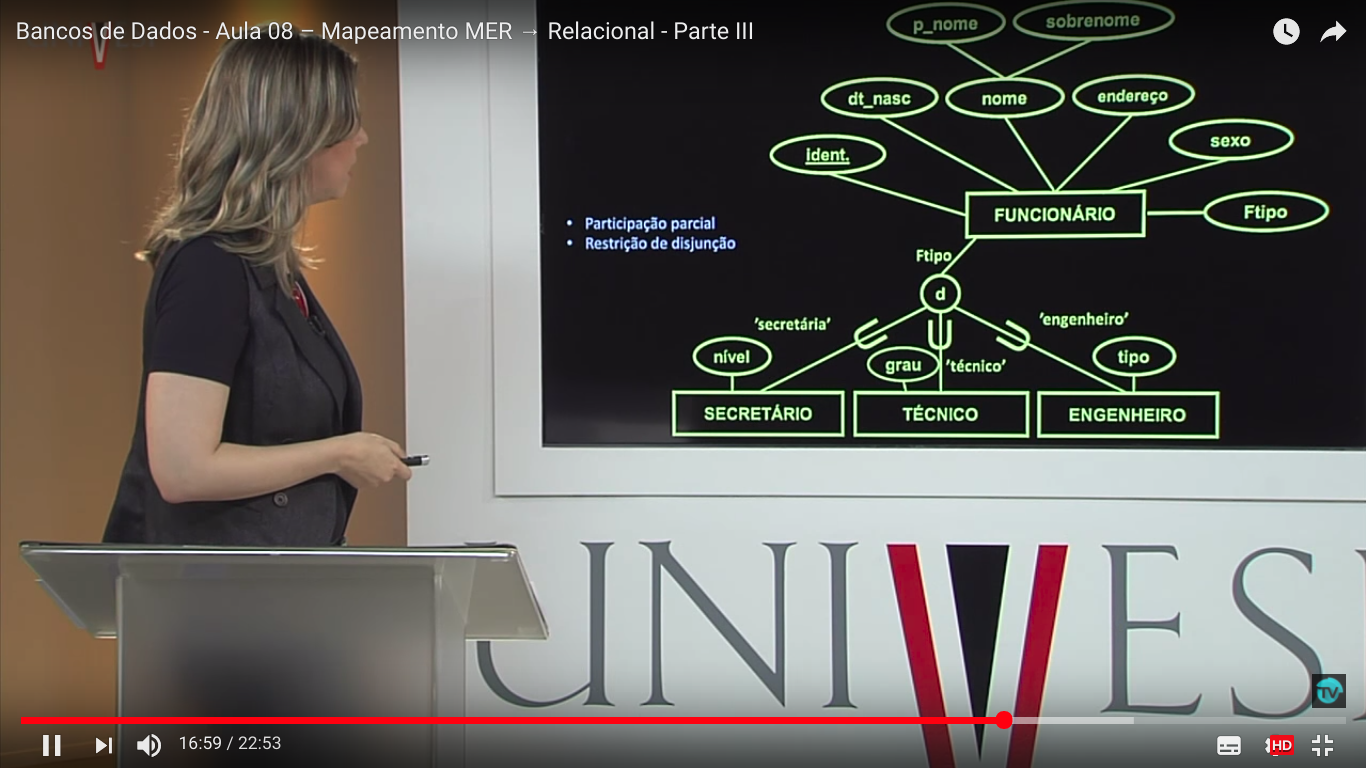 Bancos de Dados - Aula 08 – Mapeamento MER → Relacional - Parte III
p_nome
sobrenome
dt_nasc
nome
endereço
ident.
sexo
FUNCIONÁRIO
Ftipo
• Participação parcial
• Restrição de disjunção
Ftipo
d
'secretária'
'engenheiro'
nível
grau
'técnico'
tipo
SECRETÁRIO
TÉCNICO
ENGENHEIRO
UNIVES
TV
16:59 / 22:53
HD